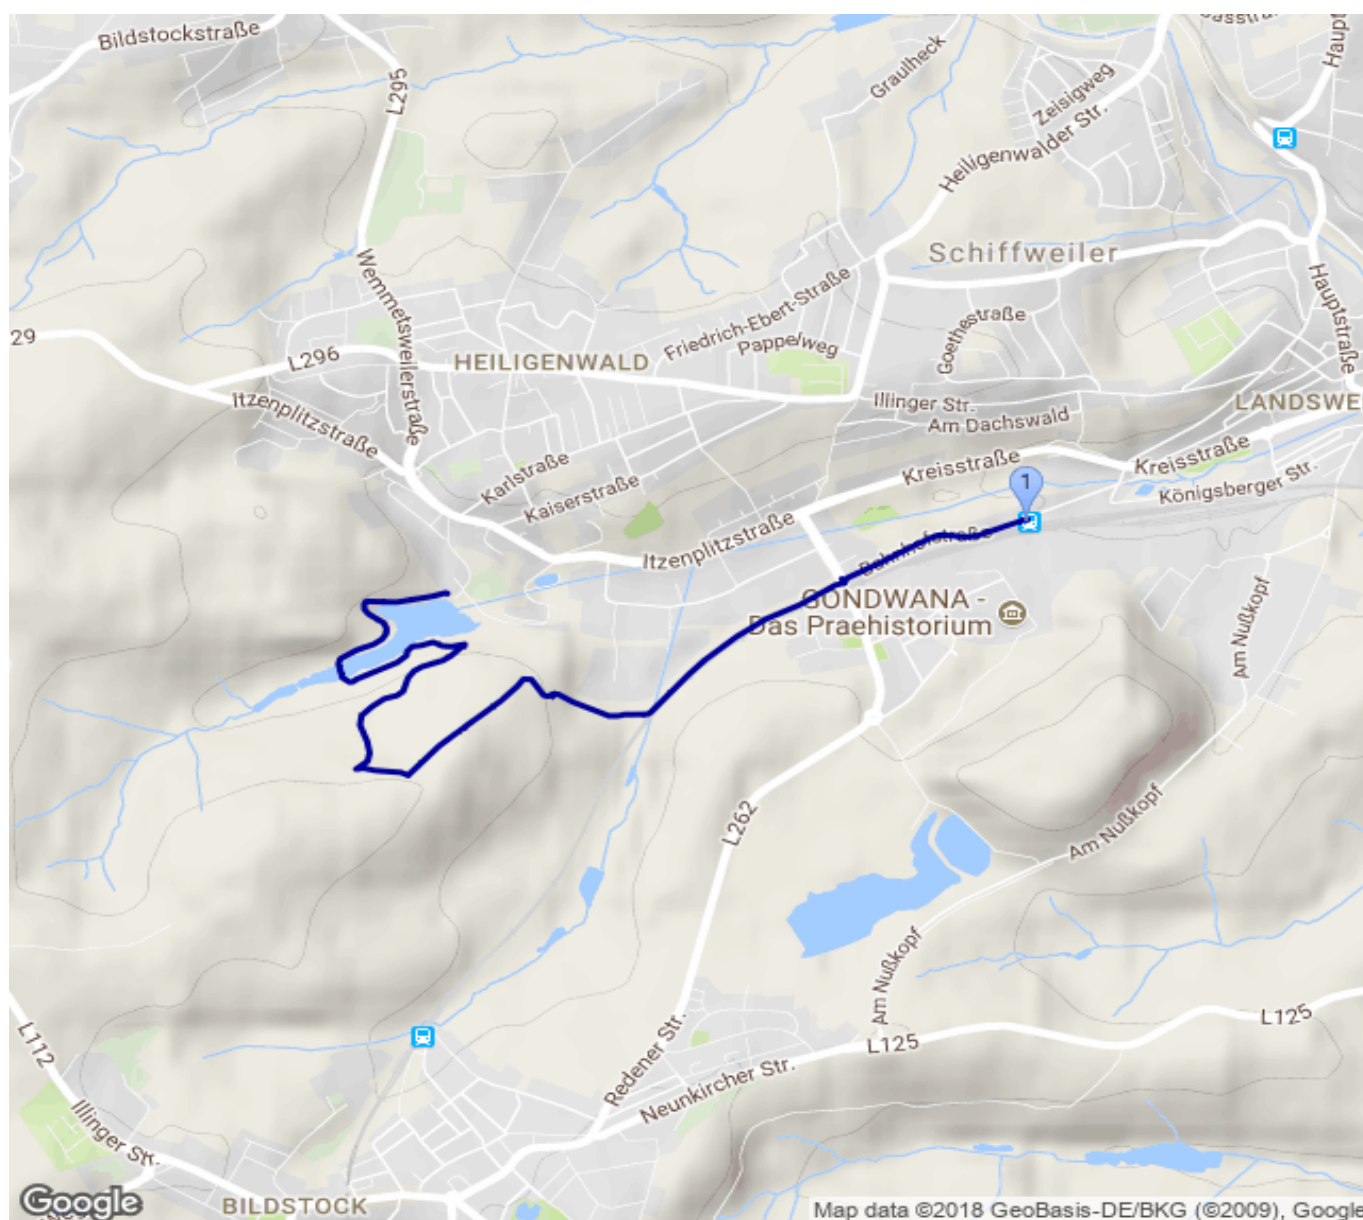 Bildstockstraße
L295
Graulheck
Zeisigweg
Heiligenwalder Str.
Schiffweiler
Wemmetsweilerstraße
Hauptstraße
29
L296
HEILIGENWALD
Friedrich-Ebert-Straße
Pappelweg
Goethestraße
Itzenplitzstraße
Illinger Str.
Am Dachswald
LANDSWE
Karlstraße
Kaiserstraße
Kreisstraße
Kreisstraße
Königsberger Str.
1
Itzenplitzstraße
Bahnhofstraße
GONDWANA -
Das Praehistorium
Am Nußkopf
L262
Am Nußkopf
Am Nußkopf
L112
Redener Str.
L125
L125
Neunkircher Str.
Illinger Str.
BILDSTOCK
Google
Map data ©2018 GeoBasis-DE/BKG (©2009), Google